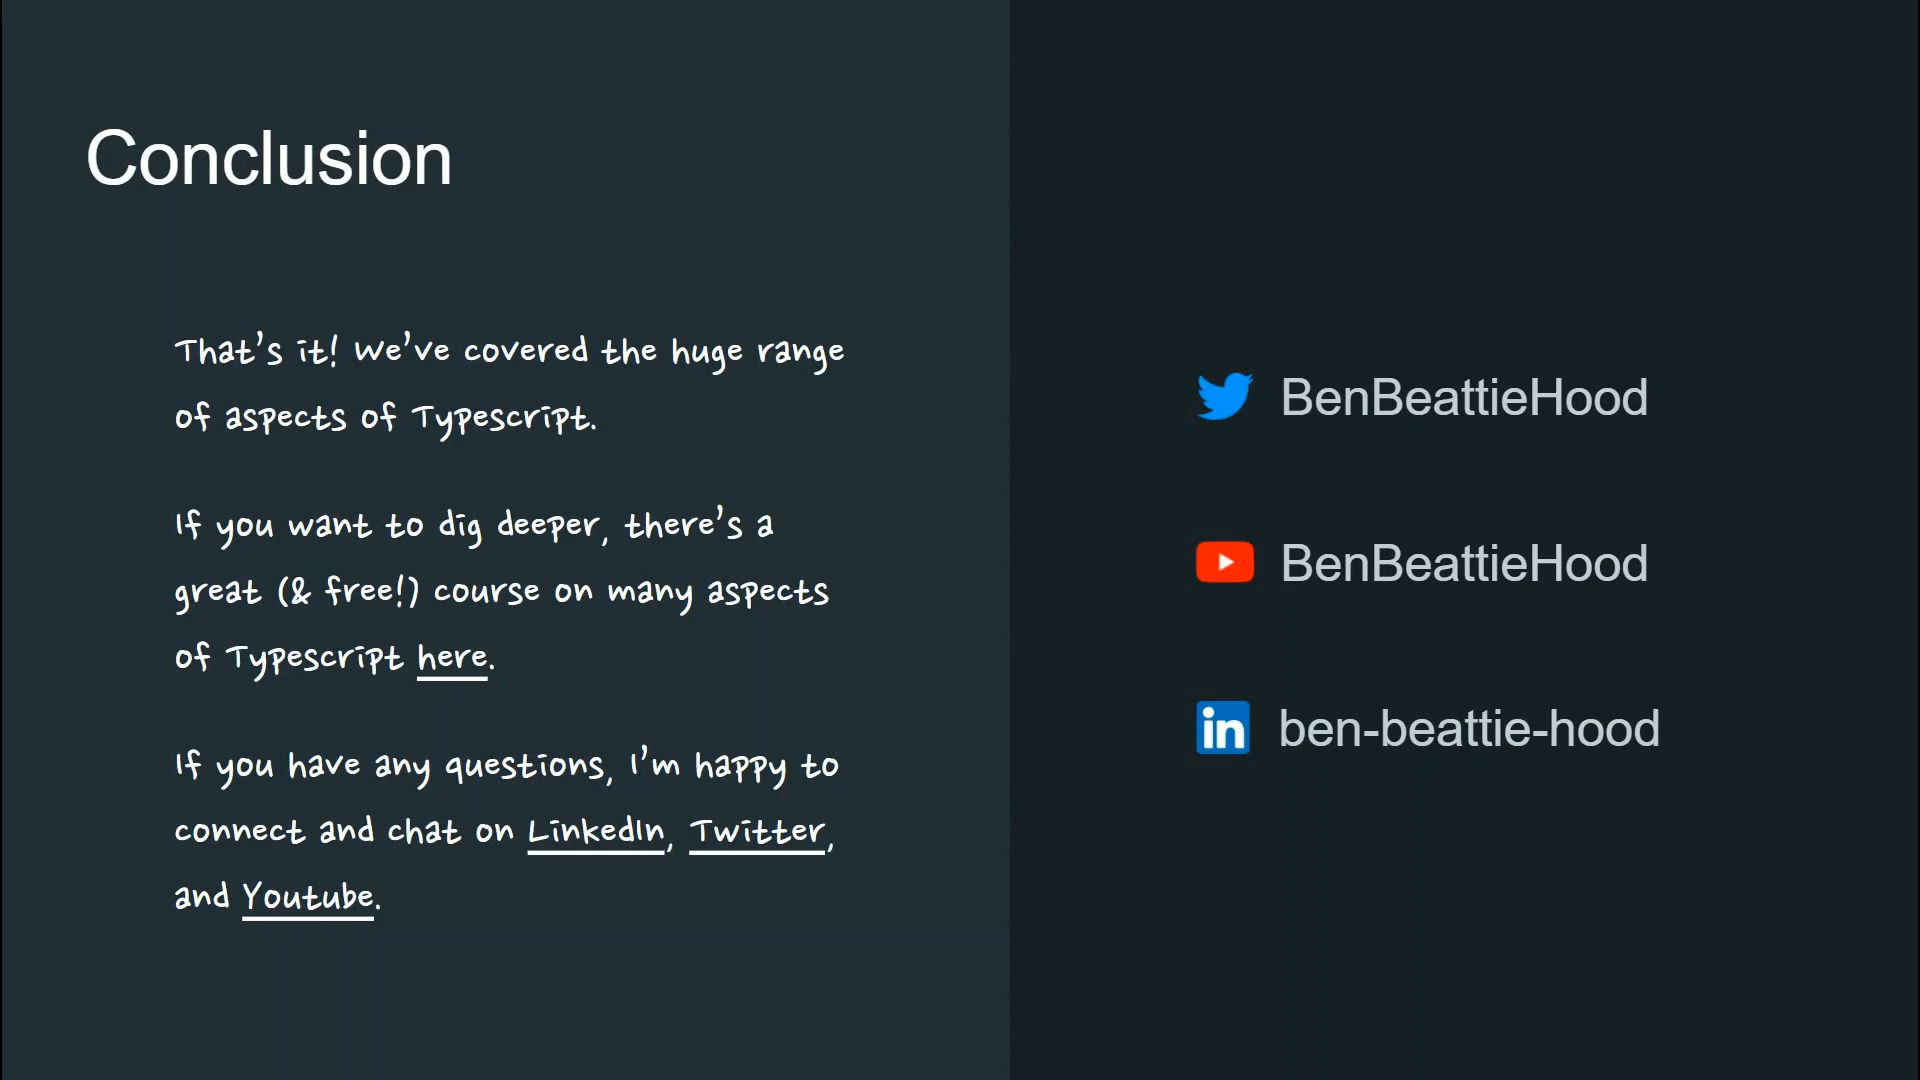 Conclusion
That's it! We've covered the huge range
of aspects of Typescript.
If you want to dig deeper, there's a
great (& free!) course on many aspects
of Typescript here.
If you have any questions, I'm happy to
connect and chat on LinkedIn, Twitter,
and Youtube.
BenBeattieHood
BenBeattieHood
in ben-beattie-hood